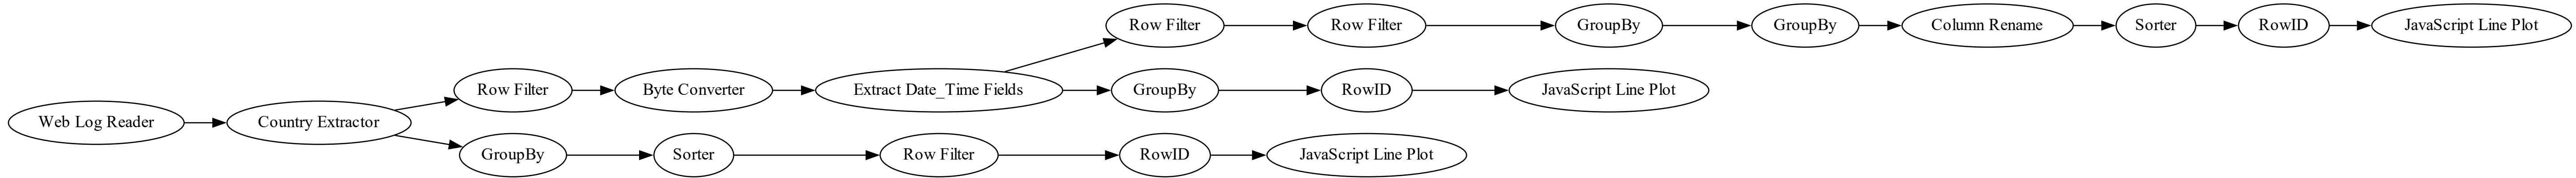 Row Filter
Row Filter
GroupBy
GroupBy
Column Rename
Sorter
RowID
JavaScript Line Plot
Row Filter
Byte Converter
Extract Date_Time Fields
GroupBy
RowID
JavaScript Line Plot
Web Log Reader
Country Extractor
GroupBy
Sorter
Row Filter
RowID
JavaScript Line Plot